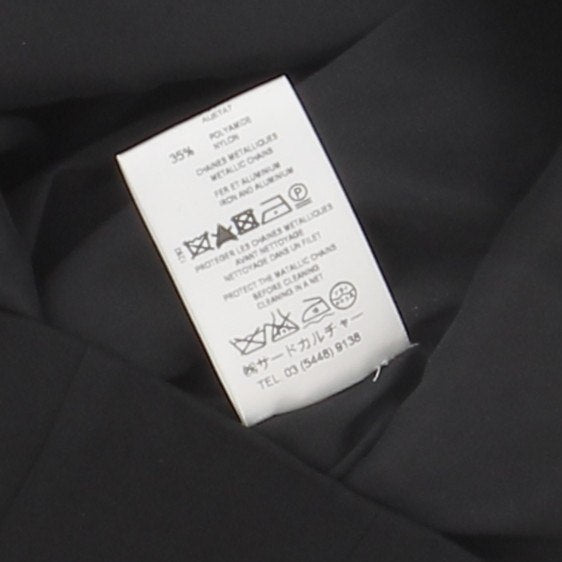 POLYAMIDE
35% NYLON
CHAINES METALLIQUES
METALLIC CHAINS
FER ET ALUMINIUM
IRON AND ALUMINIUM
PROTEGER LES CHAINES METALLIQUES
AVANT NETTOYAGE
NETTOYAGE DANS UN FILET
PROTECT THE MATALLIC CHAINS
BEFORE CLEANING
CLEANING IN A NET
㈱サードカルチャー
TEL 03 (5448) 9138